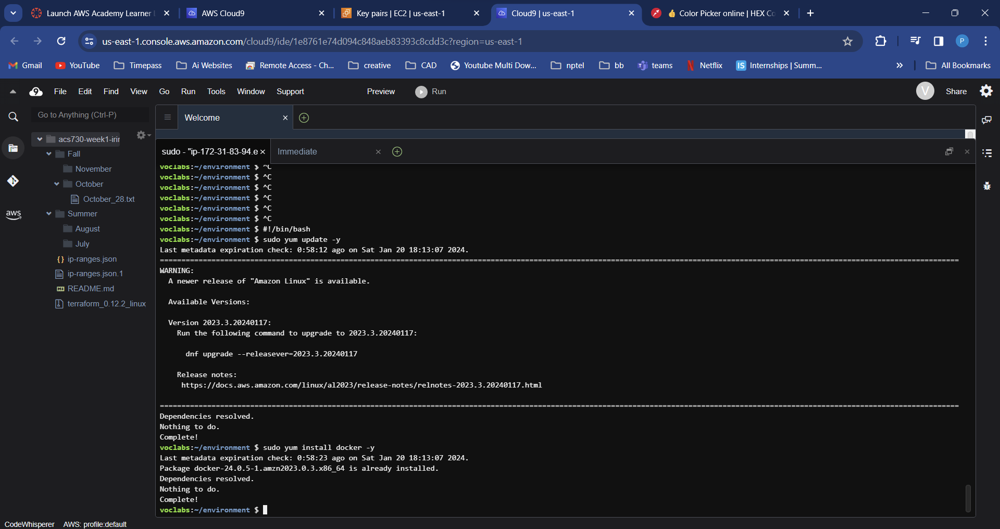 Launch AWS Academy Learner
AWS Cloud9
Key pairs | EC2 | us-east-1
Cloud9 | us-east-1
Color Picker online | HEX Co
us-east-1.console.aws.amazon.com/cloud9/ide/1e8761e74d094c848aeb83393c8cdd3c?region=us-east-1
P
Gmail
YouTube
Timepass
Ai Websites
Remote Access - Ch...
creative
CAD
Youtube Multi Dow...
nptel
bb
teams
Netflix
IS
Internships | Summ...
All Bookmarks
9
File Edit Find View Go Run Tools Window Support Preview Run
V
Share
Go to Anything (Ctrl-P)
Welcome
acs730-week1-irir
Fall
November
October
October_28.txt
Summer
August
July
ip-ranges.json
ip-ranges.json.1
README.md
terraform_0.12.2_linux
aws
sudo - "ip-172-31-83-94.e
Immediate
voclabs:~/environment $ ^C
voclabs:~/environment $ ^C
voclabs:~/environment $ ^C
voclabs:~/environment $ ^C
voclabs:~/environment $ ^C
voclabs:~/environment $ ^C
voclabs:~/environment $ #!/bin/bash
voclabs:~/environment $ sudo yum update -y
Last metadata expiration check: 0:58:12 ago on Sat Jan 20 18:13:07 2024.
WARNING:
A newer release of "Amazon Linux" is available.
Available Versions:
Version 2023.3.20240117:
Run the following command to upgrade to 2023.3.20240117:
dnf upgrade --releasever=2023.3.20240117
Release notes:
https://docs.aws.amazon.com/linux/al2023/release-notes/relnotes-2023.3.20240117.html
Dependencies resolved.
Nothing to do.
Complete!
voclabs:~/environment $ sudo yum install docker -y
Last metadata expiration check: 0:58:23 ago on Sat Jan 20 18:13:07 2024.
Package docker-24.0.5-1.amzn2023.0.3.x86_64 is already installed.
Dependencies resolved.
Nothing to do.
Complete!
voclabs:~/environment $
CodeWhisperer AWS: profile:default